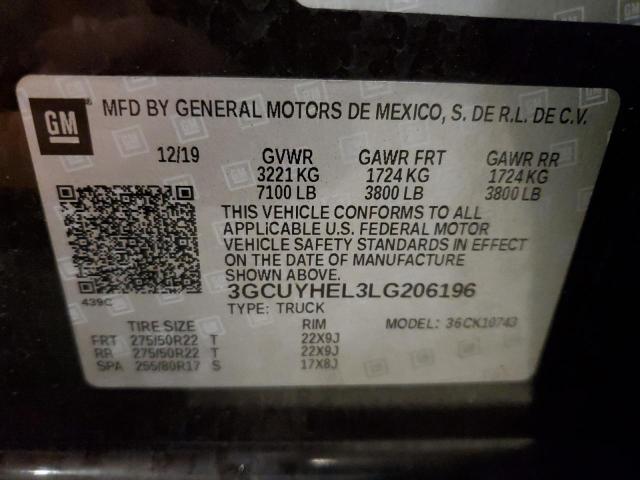 GM
® MFD BY GENERAL MOTORS DE MEXICO, S. DE R.L. DE C.V.
12/19 GVWR GAWR FRT GAWR RR
3221 KG 1724 KG 1724 KG
7100 LB 3800 LB 3800 LB
THIS VEHICLE CONFORMS TO ALL
APPLICABLE U.S. FEDERAL MOTOR
VEHICLE SAFETY STANDARDS IN EFFECT
ON THE DATE OF MANUFACTURE
SHOWN ABOVE.
439C 3GCUYHEL3LG206196
TYPE: TRUCK MODEL: 36CK10743
TIRE SIZE RIM
FRT 275/50R22 T 22X9J
RR 275/50R22 T 22X9J
SPA 255/80R17 S 17X8J